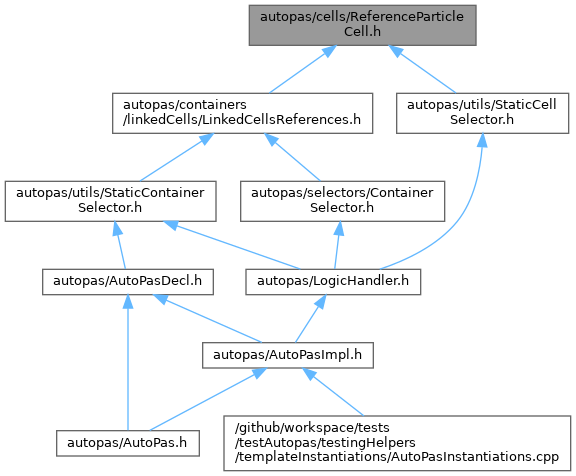 autopas/cells/ReferenceParticle
Cell.h
autopas/containers
/linkedCells/LinkedCellsReferences.h
autopas/utils/StaticCell
Selector.h
autopas/utils/StaticContainer
Selector.h
autopas/selectors/Container
Selector.h
autopas/AutoPasDecl.h
autopas/LogicHandler.h
autopas/AutoPasImpl.h
autopas/AutoPas.h
/github/workspace/tests
/testAutopas/testingHelpers
/templateInstantiations/AutoPasInstantiations.cpp